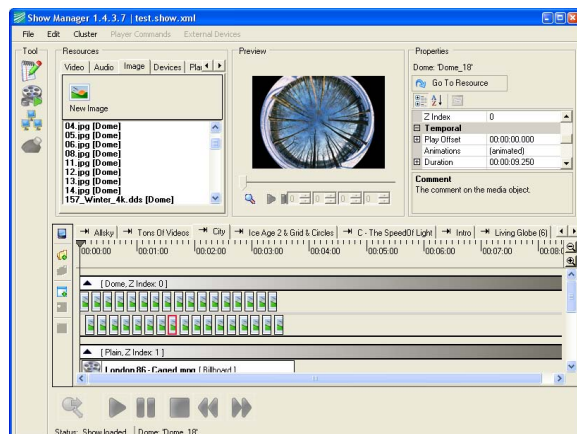 Show Manager 1.4.3.7 | test.show.xml
File Edit Cluster Player Commands External Devices
Tool
Resources
Video Audio Image Devices
New Image
04.jpg [Dome]
05.jpg [Dome]
06.jpg [Dome]
08.jpg [Dome]
11.jpg [Dome]
12.jpg [Dome]
13.jpg [Dome]
14.jpg [Dome]
157_Winter_4k.dds [Dome]
Preview
0 0 0 0
Properties
Dome: 'Dome_18'
Go To Resource
Z Index 0
Temporal
Play Offset 00:00:00.000
Animations (animated)
Duration 00:00:09.250
Comment
The comment on the media object.
Allsky Tons Of Videos City Ice Age 2 & Grid & Circles C - The SpeedOf Light Intro Living Globe (6)
00:00:00 00:01:00 00:02:00 00:03:00 00:04:00 00:05:00 00:06:00 00:07:00
[ Dome, Z Index: 0 ]
[ Plain, Z Index: 1 ]
London 86 - Caged.mpg [ Billboard ]
Status: Show loaded Dome: 'Dome_18'